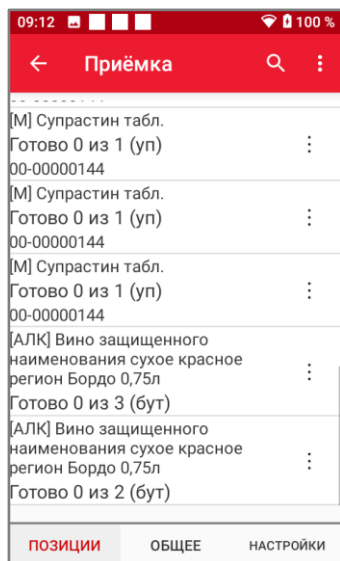 09:12
100 %
Приёмка
[М] Супрастин табл.
Готово 0 из 1 (уп)
00-00000144
[М] Супрастин табл.
Готово 0 из 1 (уп)
00-00000144
[М] Супрастин табл.
Готово 0 из 1 (уп)
00-00000144
[АЛК] Вино защищенного
наименования сухое красное
регион Бордо 0,75л
Готово 0 из 3 (бут)
[АЛК] Вино защищенного
наименования сухое красное
регион Бордо 0,75л
Готово 0 из 2 (бут)
ПОЗИЦИИ
ОБЩЕЕ
НАСТРОЙКИ